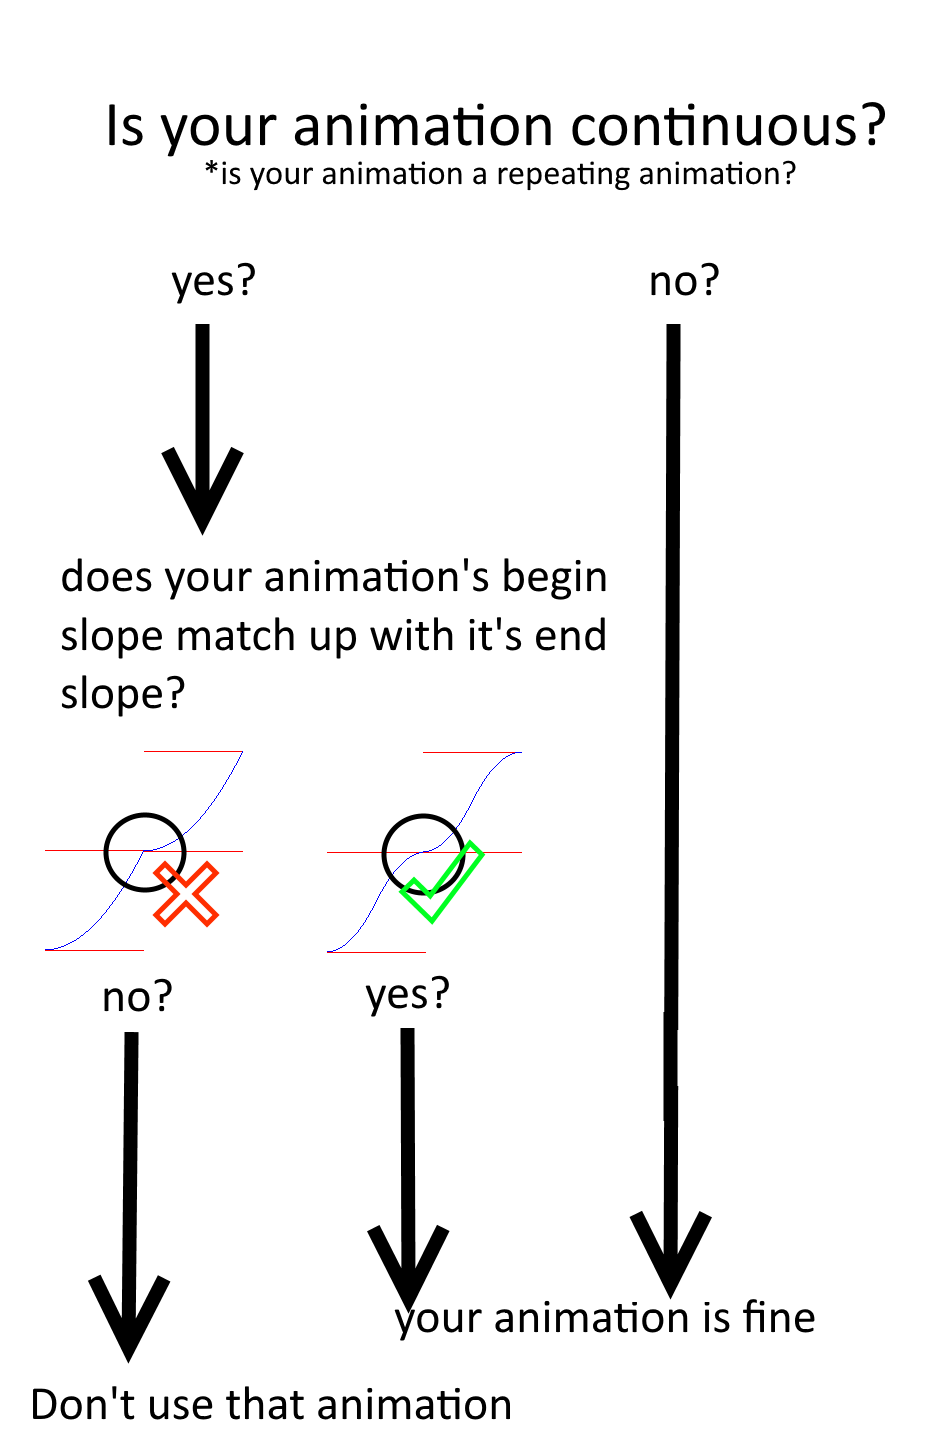 Is your animation continuous?
*is your animation a repeating animation?
yes?
no?
does your animation's begin
slope match up with it's end
slope?
no?
yes?
your animation is fine
Don't use that animation